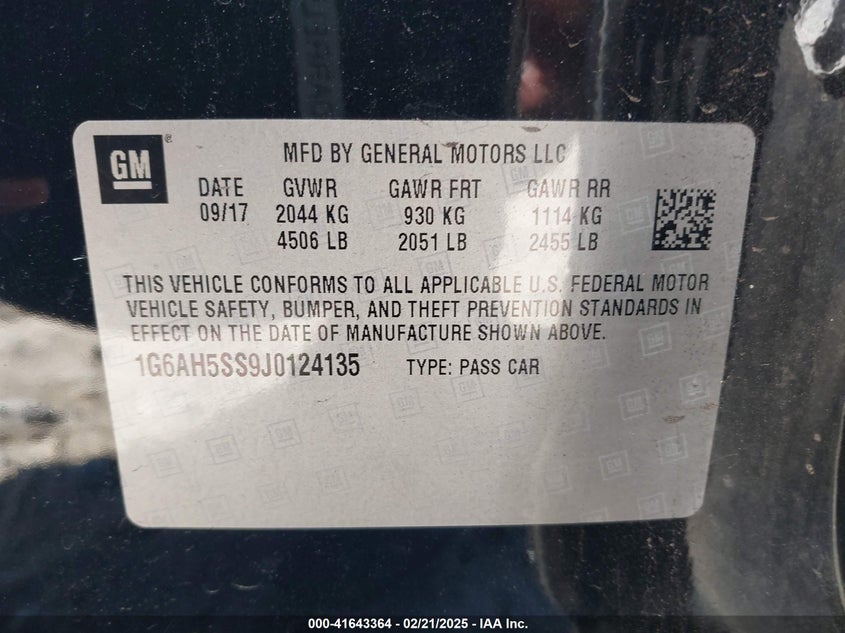 GM®
MFD BY GENERAL MOTORS LLC
DATE GVWR GAWR FRT GAWR RR
09/17 2044 KG 930 KG 1114 KG
4506 LB 2051 LB 2455 LB
THIS VEHICLE CONFORMS TO ALL APPLICABLE U.S. FEDERAL MOTOR
VEHICLE SAFETY, BUMPER, AND THEFT PREVENTION STANDARDS IN
EFFECT ON THE DATE OF MANUFACTURE SHOWN ABOVE.
1G6AH5SS9J0124135 TYPE: PASS CAR
000-41643364 - 02/21/2025 - IAA Inc.